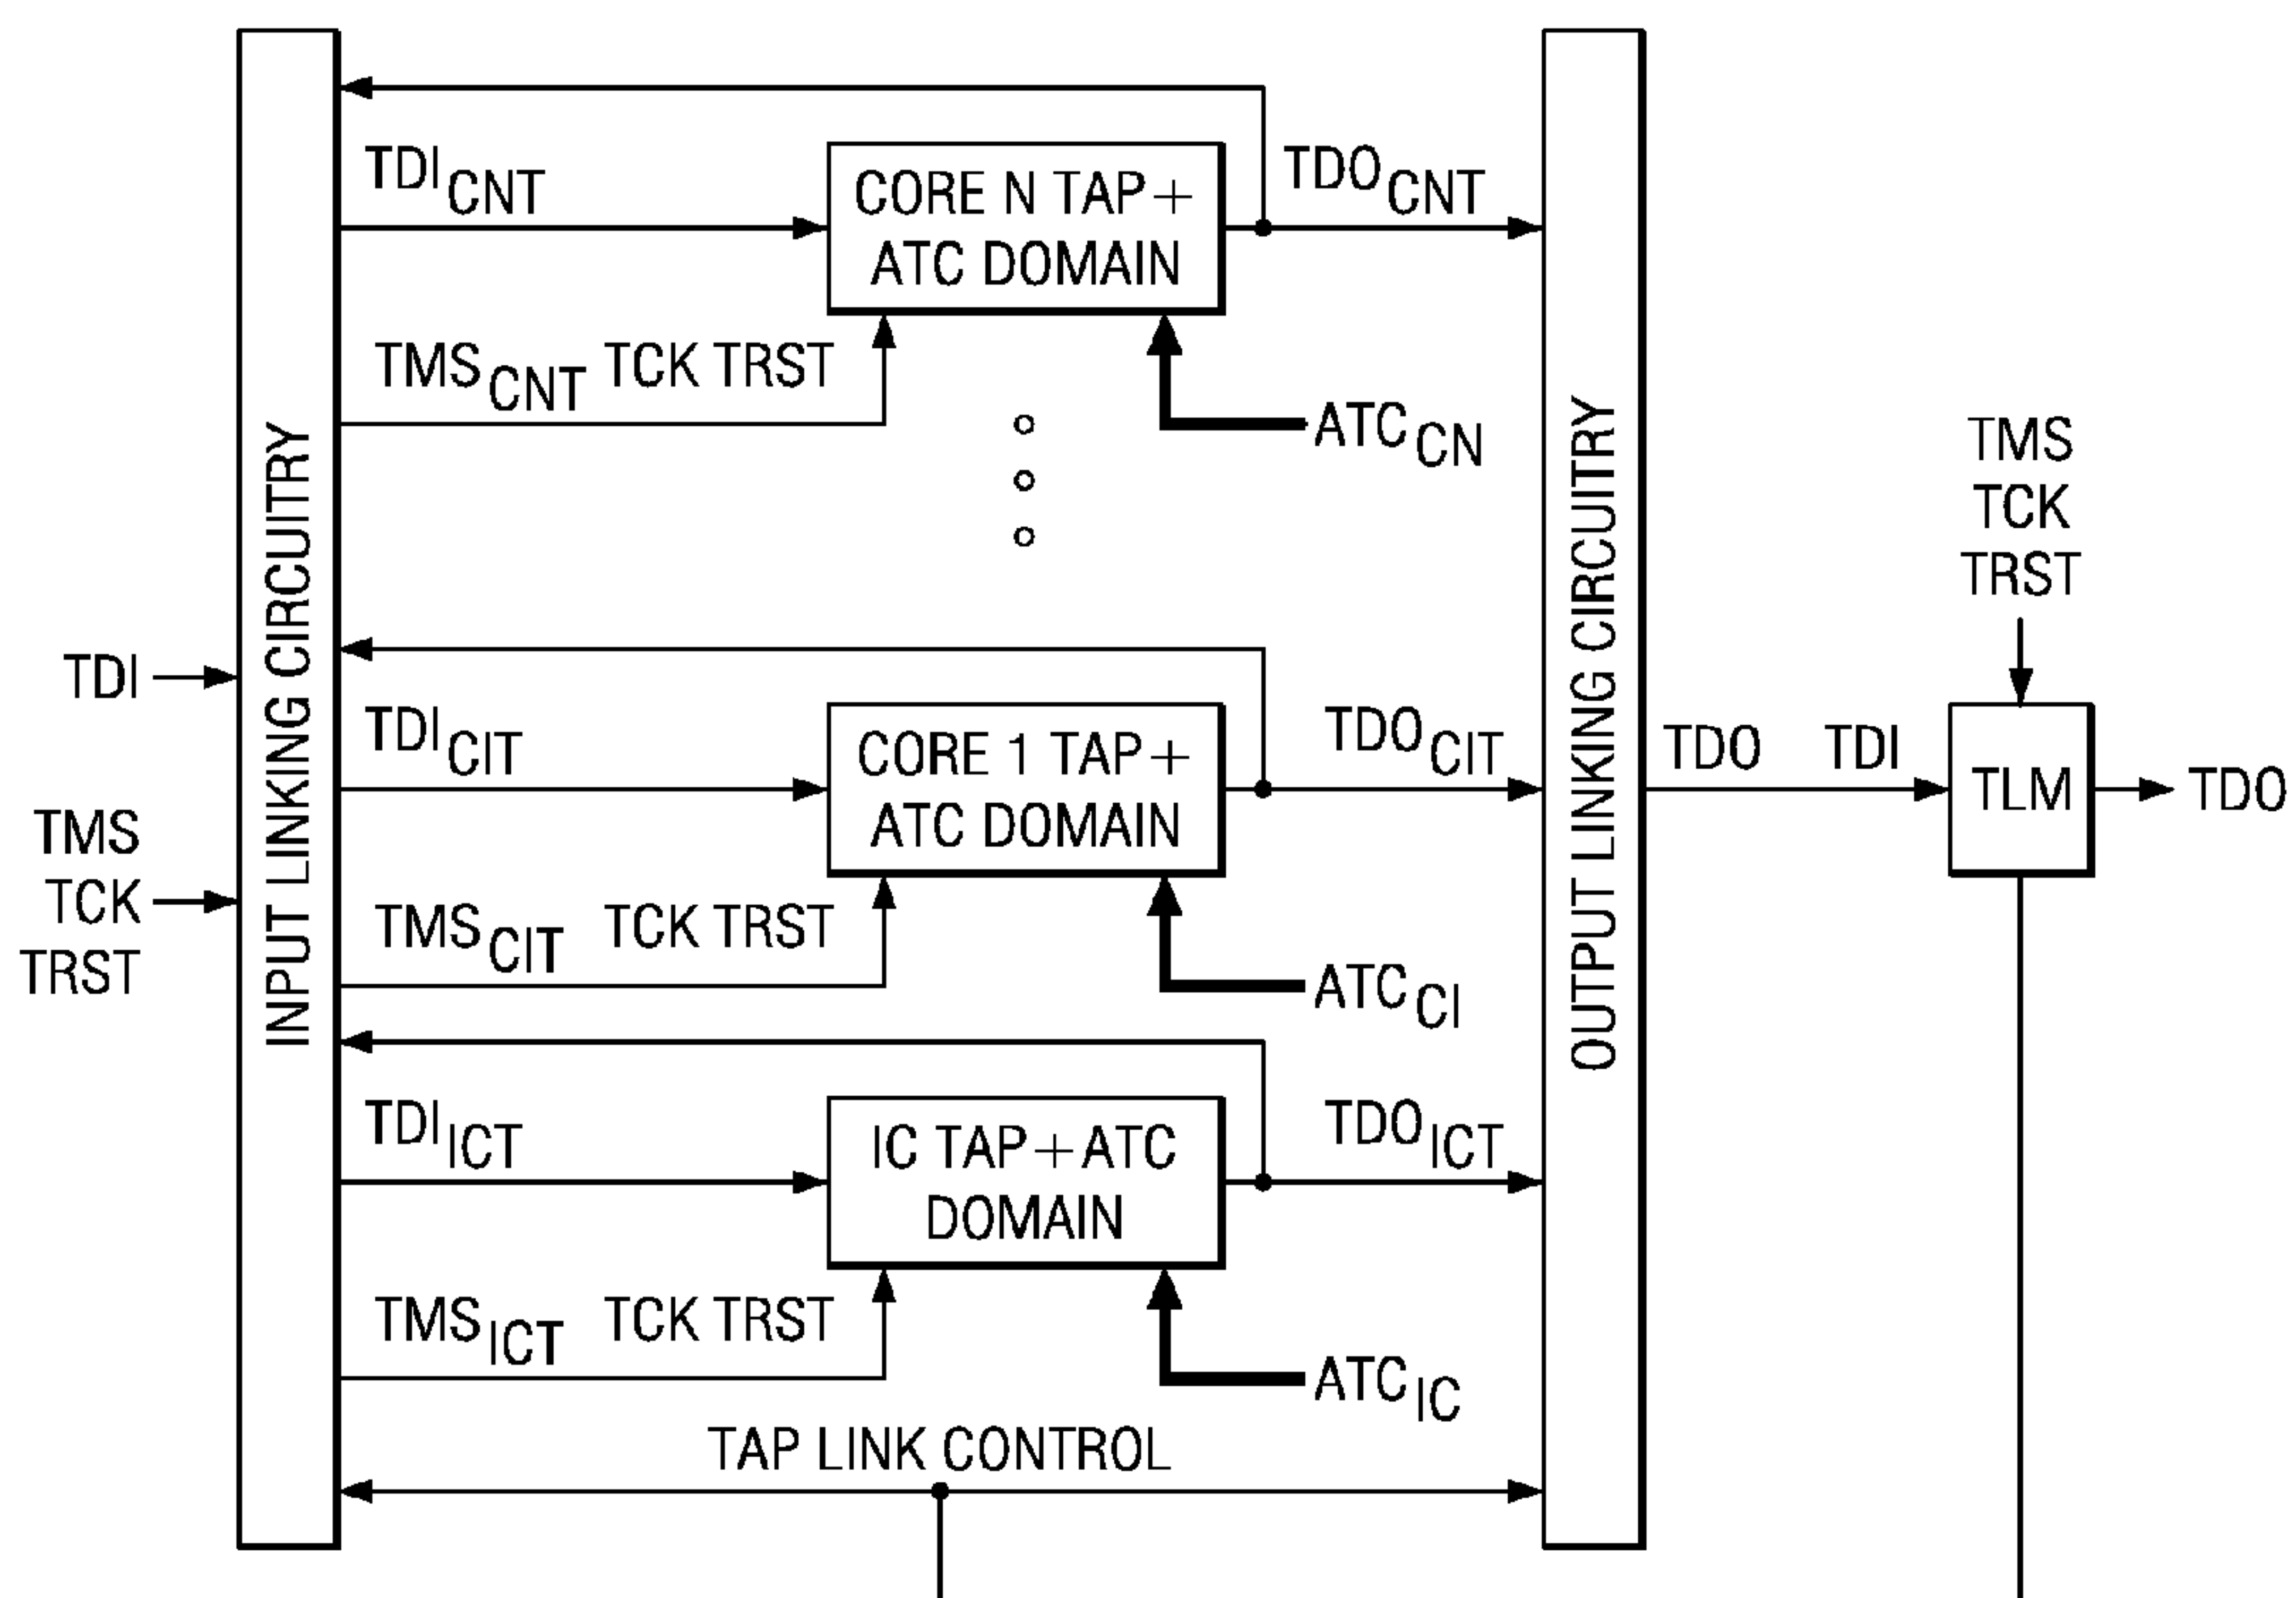 TDI CNT
CORE N TAP+
ATC DOMAIN
TDO CNT
TMS CNT TCK TRST
ATC CN
INPUT LINKING CIRCUITRY
OUTPUT LINKING CIRCUITRY
TMS
TCK
TRST
TDI
TMS
TCK
TRST
TDI CIT
CORE 1 TAP+
ATC DOMAIN
TDO CIT
TDO
TDI
TLM
TDO
TMS CIT TCK TRST
ATC CI
TDI ICT
IC TAP+ATC
DOMAIN
TDO ICT
TMS ICT TCK TRST
ATC IC
TAP LINK CONTROL